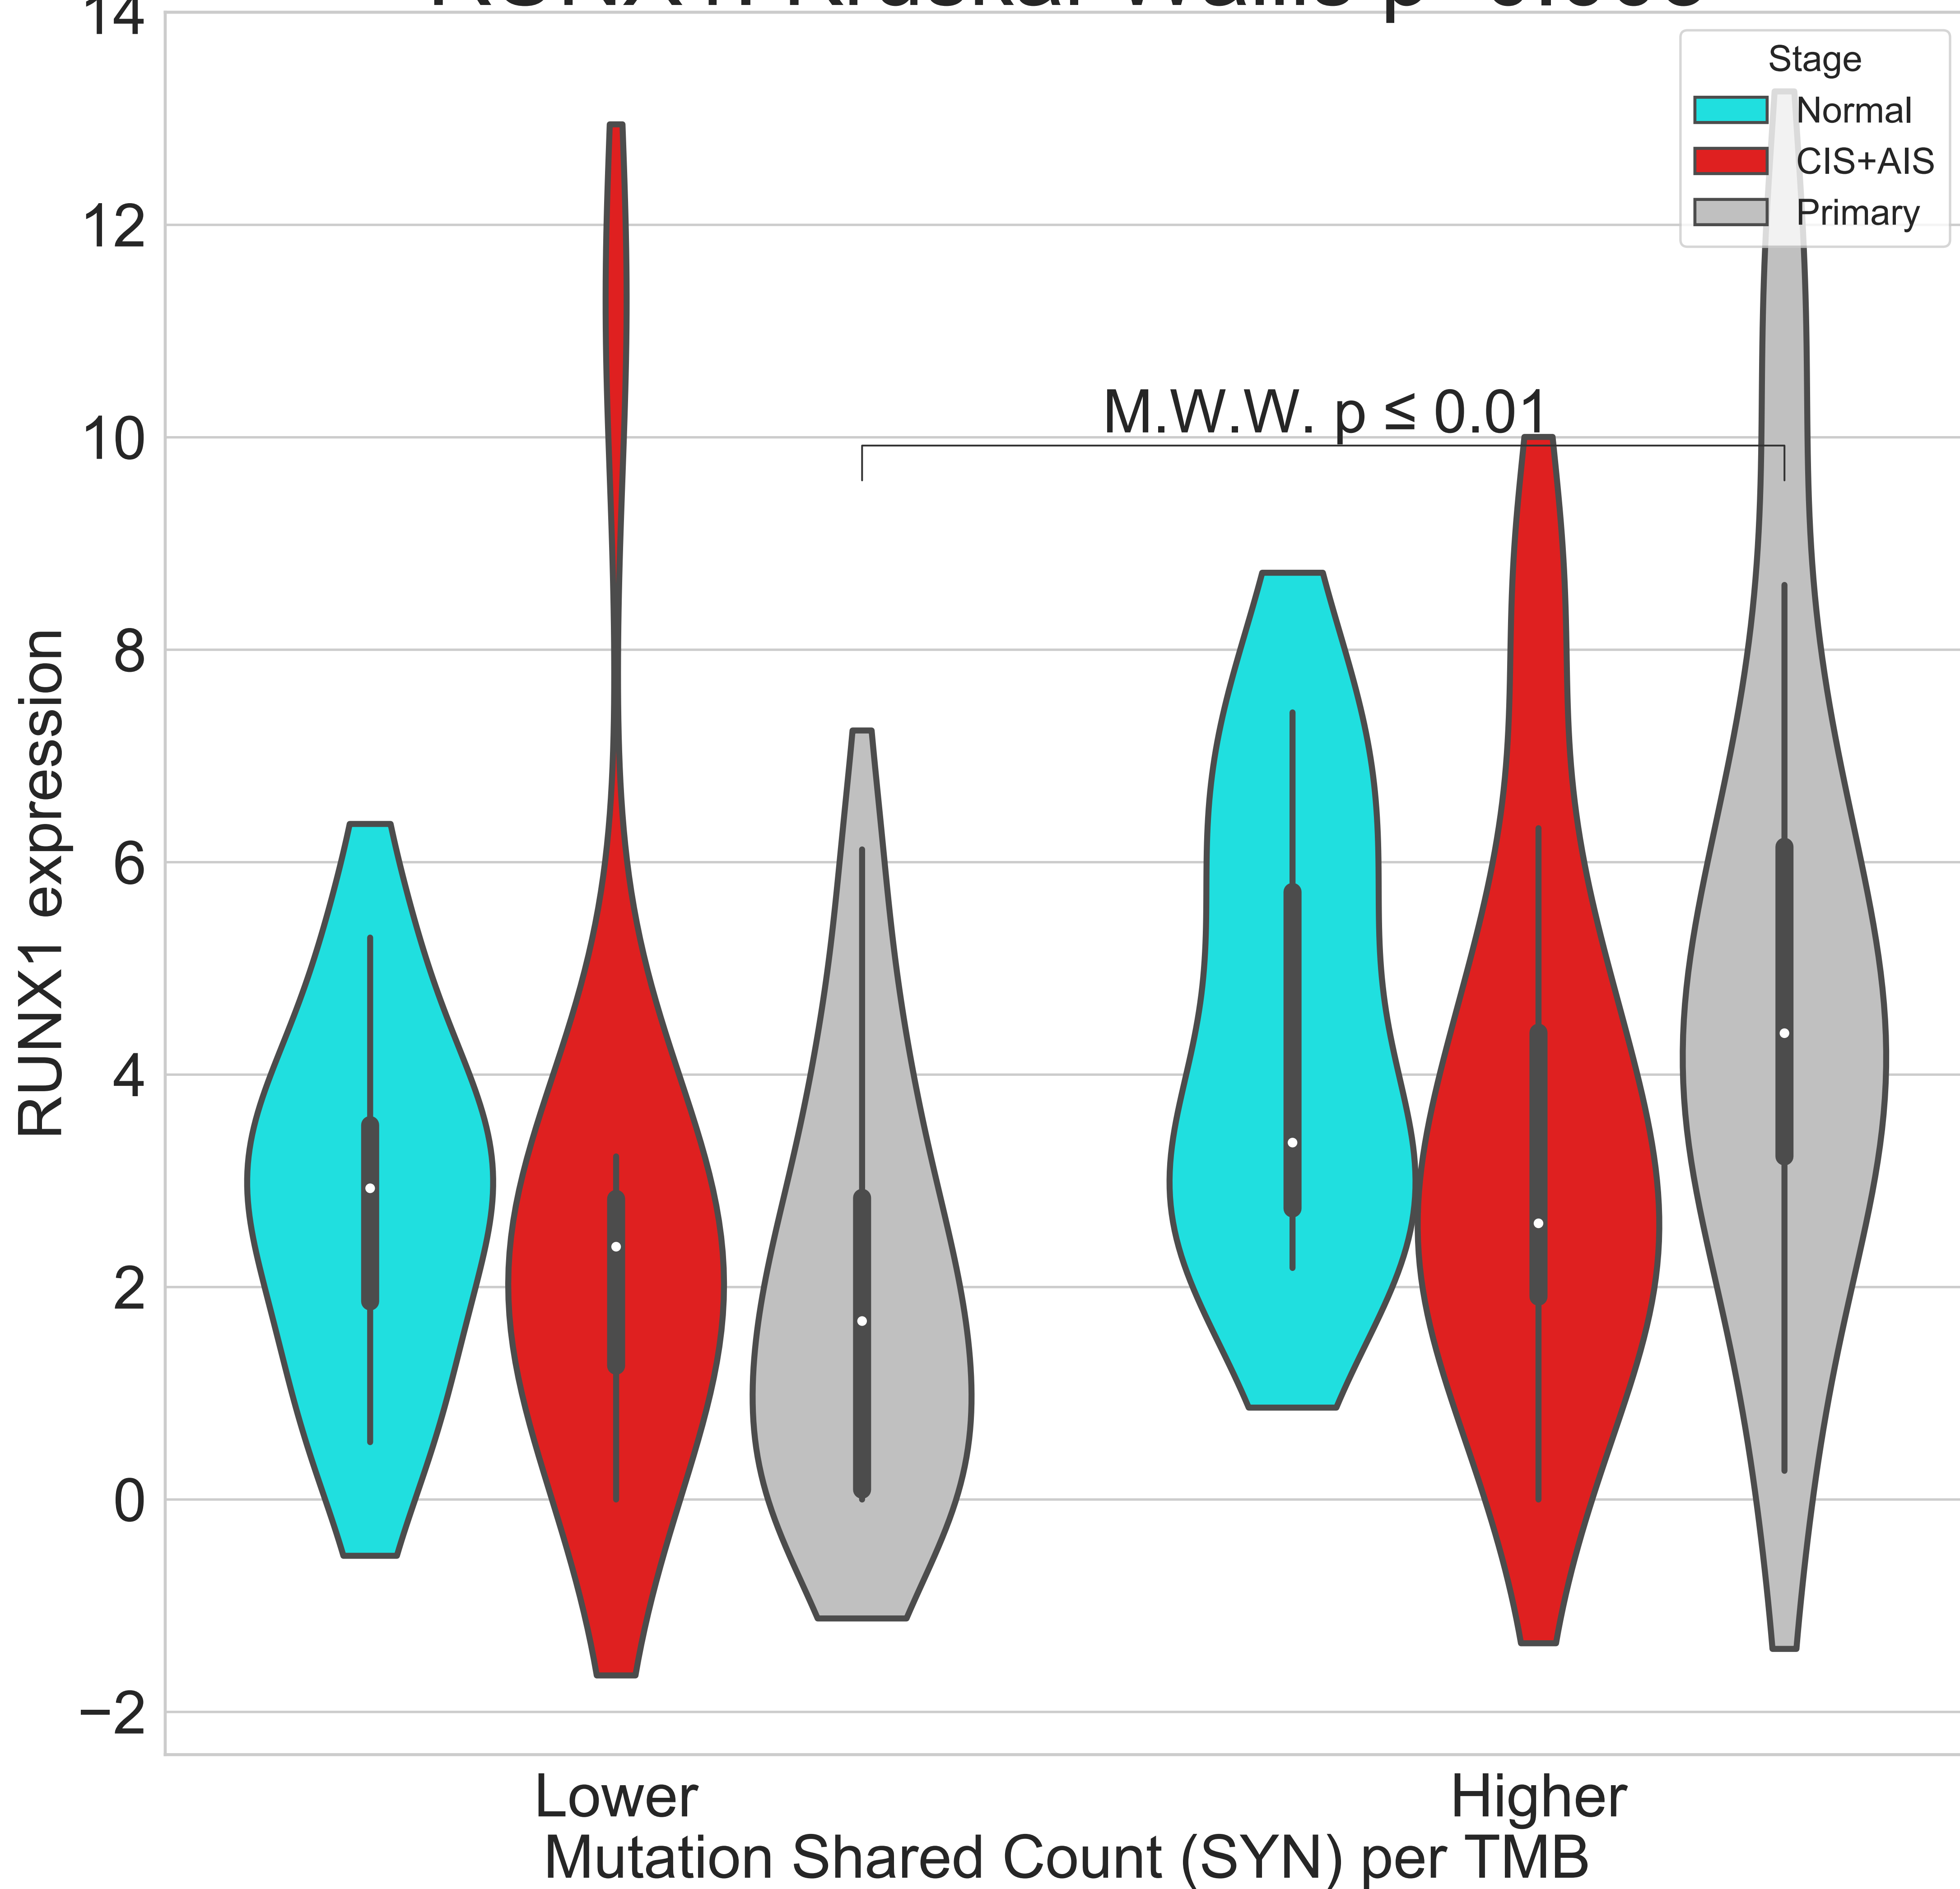 14
Stage
Normal
CIS+AIS
Primary
12
M.W.W. p ≤ 0.01
10
8
6
4
2
0
−2
RUNX1 expression
Lower
Higher
Mutation Shared Count (SYN) per TMB